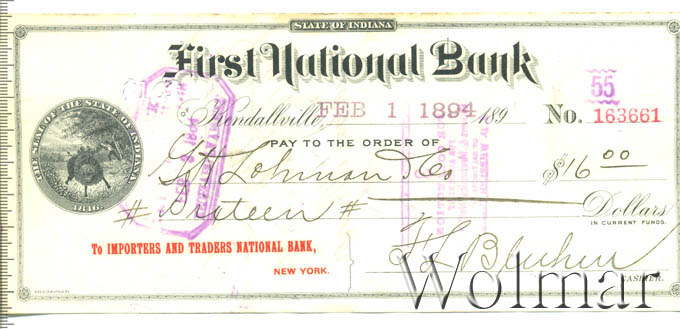 STATE OF INDIANA
First National Bank
55
Kendallville, FEB 1 1894 189
No. 163661
PAY TO THE ORDER OF
Lohman & Co $16 00
# Sixteen # Dollars
IN CURRENT FUNDS.
To IMPORTERS AND TRADERS NATIONAL BANK,
NEW YORK.
CASHIER.
THE SEAL OF THE STATE OF INDIANA
1816
Wolmar